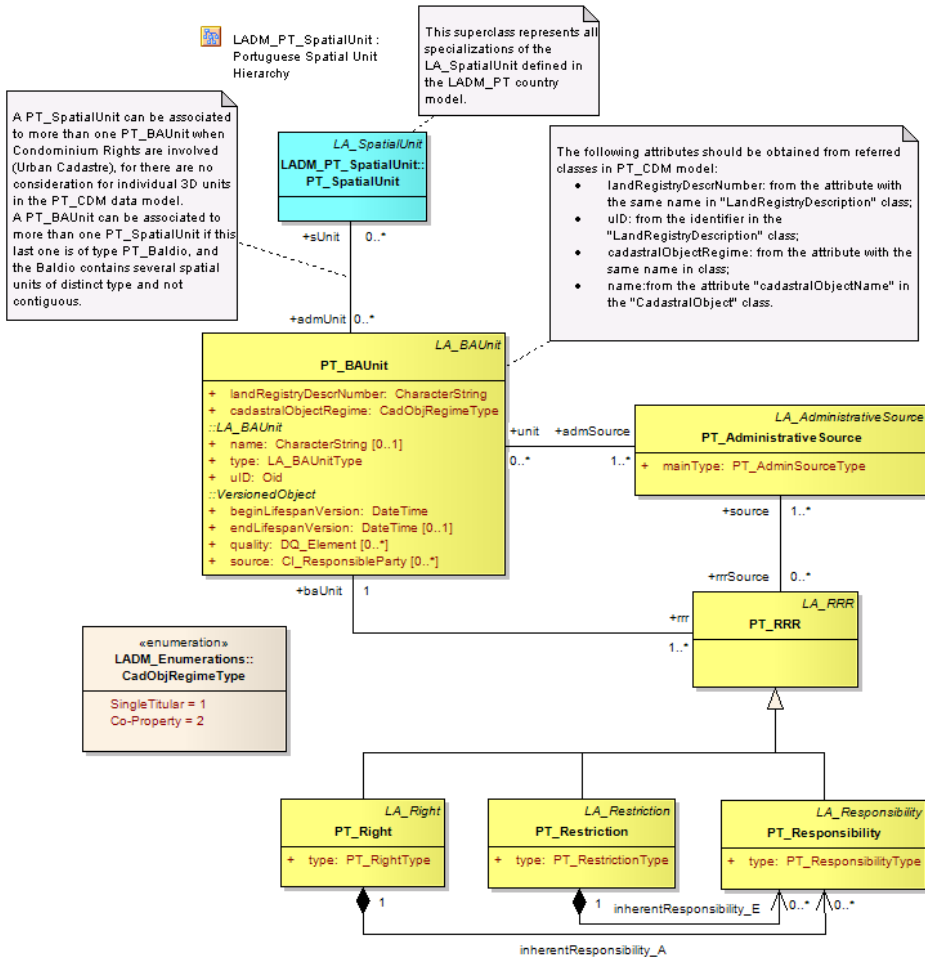 LADM_PT_SpatialUnit :
Portuguese Spatial Unit
Hierarchy
This superclass represents all
specializations of the
LA_SpatialUnit defined in
the LADM_PT country
model.
A PT_SpatialUnit can be associated
to more than one PT_BAUnit when
Condominium Rights are involved
(Urban Cadastre), for there are no
consideration for individual 3D units
in the PT_CDM data model.
A PT_BAUnit can be associated to
more than one PT_SpatialUnit if this
last one is of type PT_Baldio, and
the Baldio contains several spatial
units of distinct type and not
contiguous.
LA_SpatialUnit
LADM_PT_SpatialUnit::
PT_SpatialUnit
The following attributes should be obtained from referred
classes in PT_CDM model:
• landRegistryDescrNumber: from the attribute with
the same name in "LandRegistryDescription" class;
• uID: from the identifier in the
"LandRegistryDescription" class;
• cadastralObjectRegime: from the attribute with the
same name in class;
• name:from the attribute "cadastralObjectName" in
the "CadastralObject" class.
+sUnit 0..*
+admUnit 0..*
LA_BAUnit
PT_BAUnit
+ landRegistryDescrNumber: CharacterString
+ cadastralObjectRegime: CadObjRegimeType
::LA_BAUnit
+ name: CharacterString [0..1]
+ type: LA_BAUnitType
+ uID: Oid
::VersionedObject
+ beginLifespanVersion: DateTime
+ endLifespanVersion: DateTime [0..1]
+ quality: DQ_Element [0..*]
+ source: CI_ResponsibleParty [0..*]
+unit +admSource
0..* 1..*
LA_AdministrativeSource
PT_AdministrativeSource
+ mainType: PT_AdminSourceType
+source 1..*
+rrrSource 0..*
+baUnit 1
+rrr
1..*
LA_RRR
PT_RRR
«enumeration»
LADM_Enumerations::
CadObjRegimeType
SingleTitular = 1
Co-Property = 2
LA_Right
PT_Right
+ type: PT_RightType
LA_Restriction
PT_Restriction
+ type: PT_RestrictionType
LA_Responsibility
PT_Responsibility
+ type: PT_ResponsibilityType
1 1 0..* 0..*
inherentResponsibility_E
inherentResponsibility_A